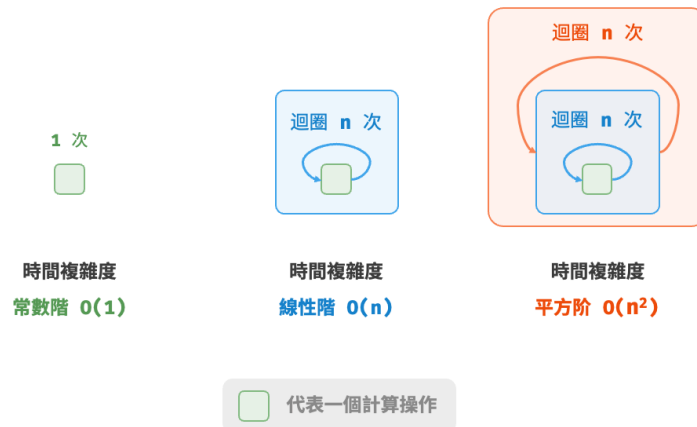 1 次
時間複雜度
常數階 O(1)
迴圈 n 次
時間複雜度
線性階 O(n)
迴圈 n 次
迴圈 n 次
時間複雜度
平方阶 O(n²)
代表一個計算操作